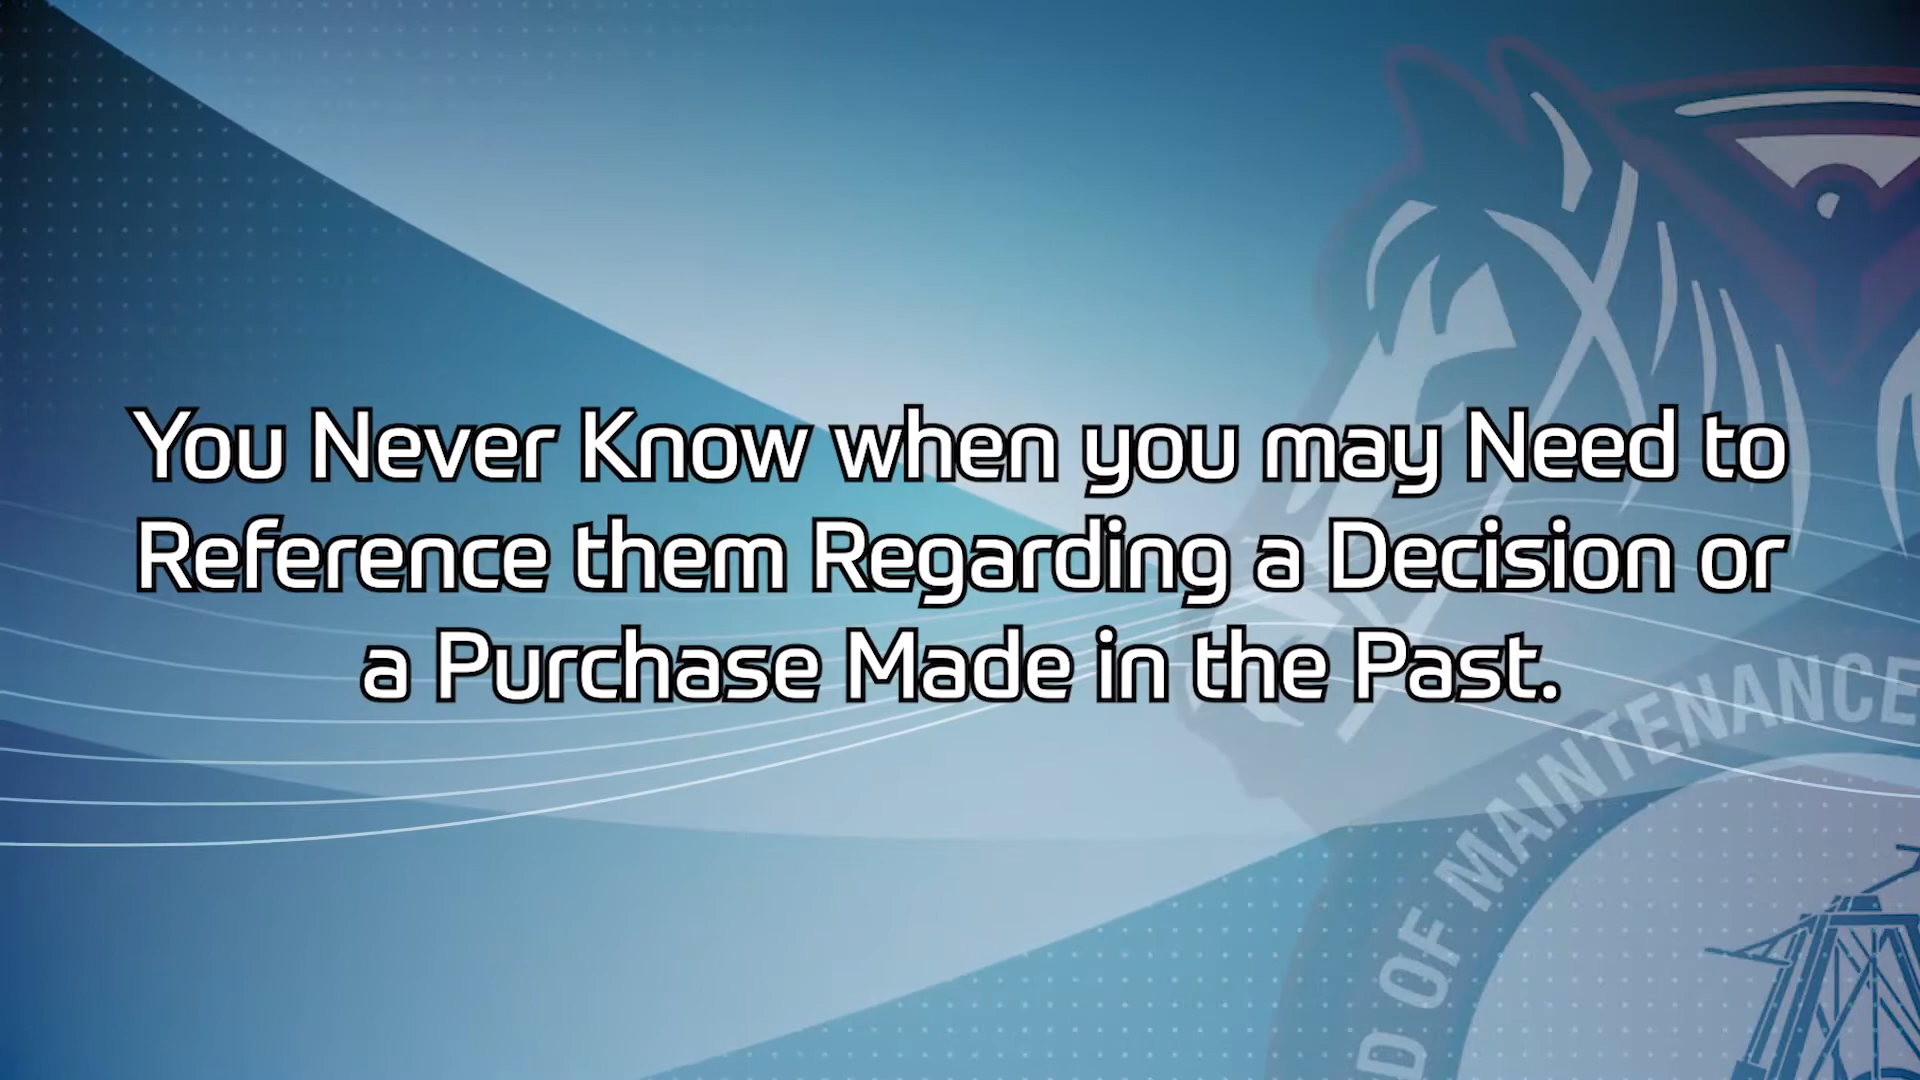 You Never Know when you may Need to
Reference them Regarding a Decision or
a Purchase Made in the Past.
OF MAINTENANCE